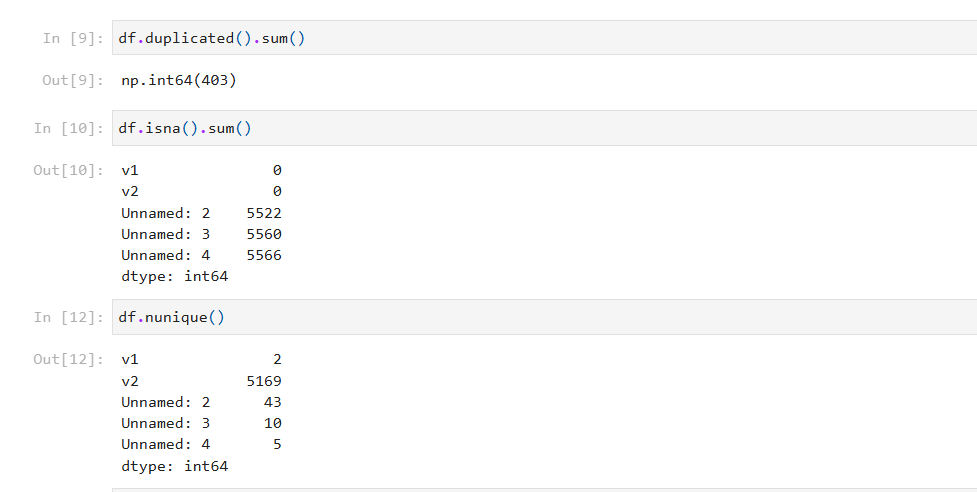 In [9]: df.duplicated().sum()
Out[9]: np.int64(403)
In [10]: df.isna().sum()
Out[10]: v1 0
v2 0
Unnamed: 2 5522
Unnamed: 3 5560
Unnamed: 4 5566
dtype: int64
In [12]: df.nunique()
Out[12]: v1 2
v2 5169
Unnamed: 2 43
Unnamed: 3 10
Unnamed: 4 5
dtype: int64